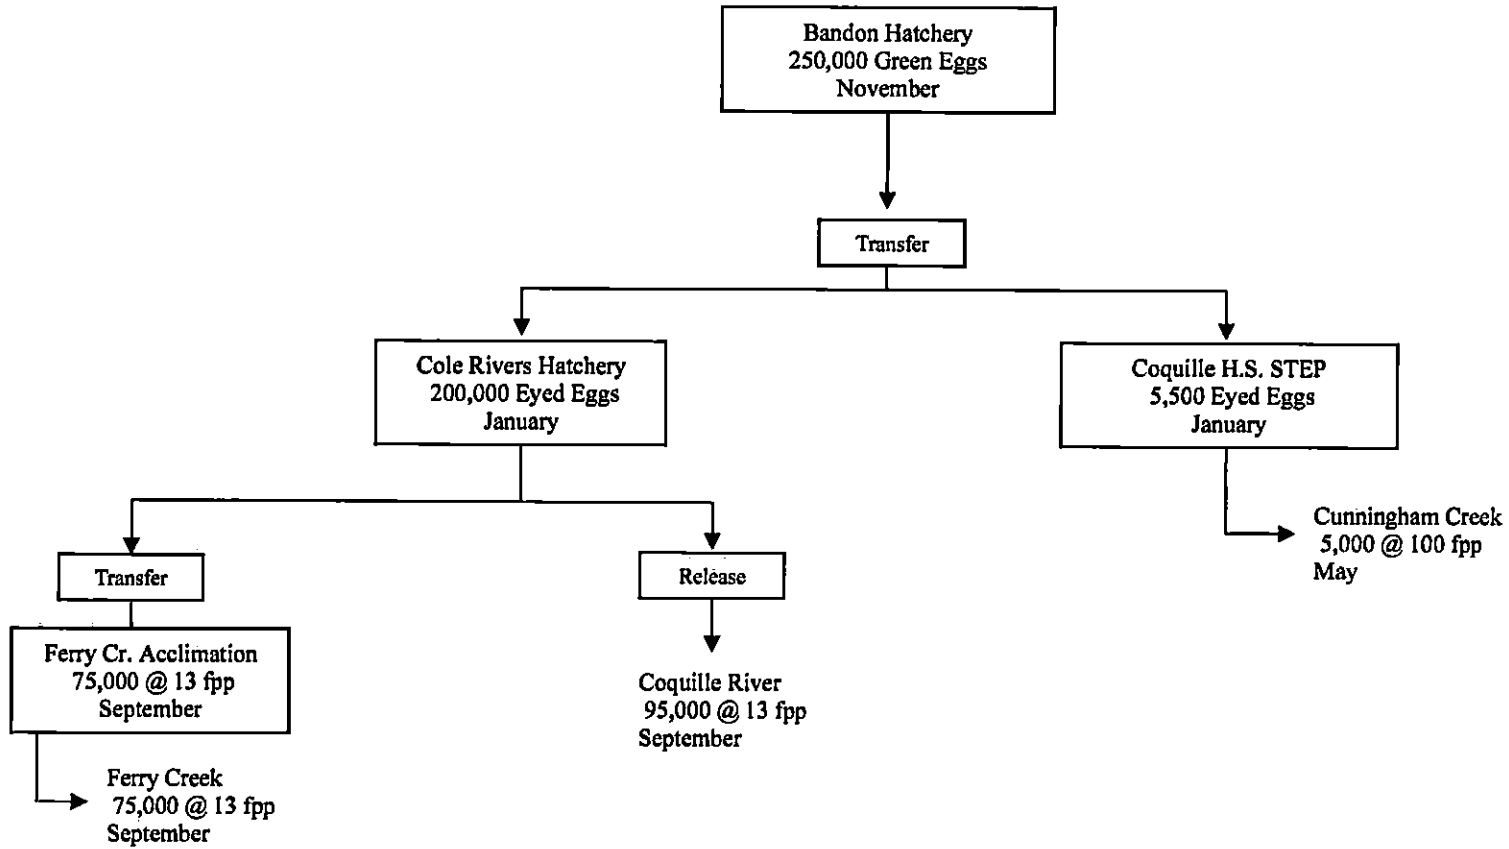 Bandon Hatchery
250,000 Green Eggs
November
Transfer
Cole Rivers Hatchery
200,000 Eyed Eggs
January
Coquille H.S. STEP
5,500 Eyed Eggs
January
Cunningham Creek
5,000 @ 100 fpp
May
Transfer
Release
Ferry Cr. Acclimation
75,000 @ 13 fpp
September
Coquille River
95,000 @ 13 fpp
September
Ferry Creek
75,000 @ 13 fpp
September